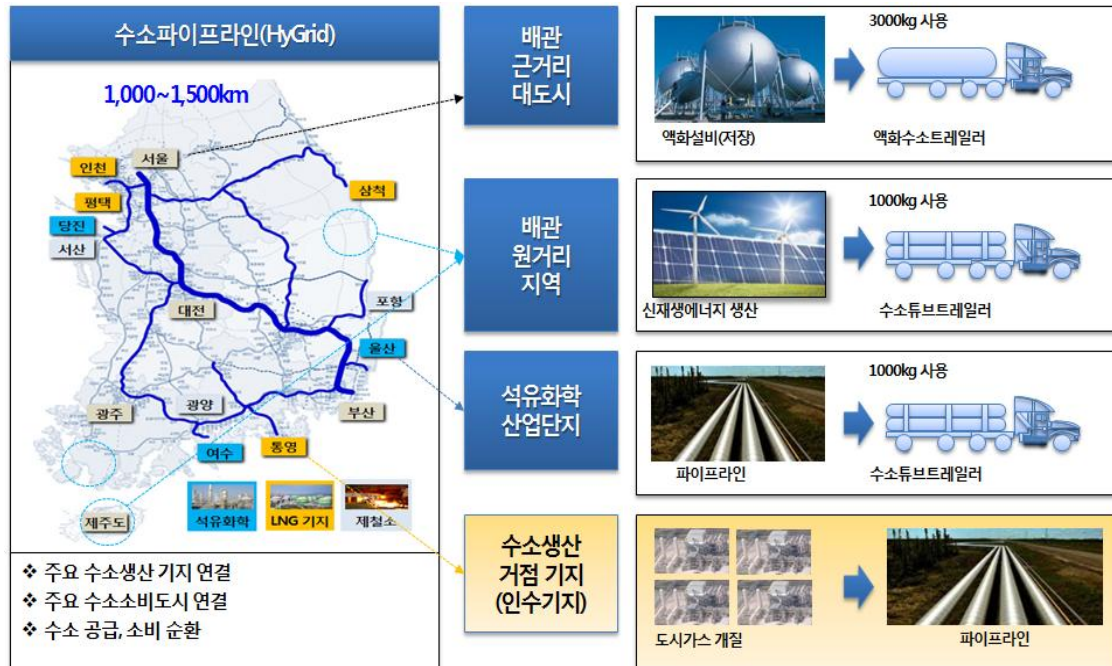 수소파이프라인(HyGrid)
1,000~1,500km
인천
서울
평택
삼척
당진
서산
대전
포항
울산
광주
광양
부산
여수
통영
제주도
석유화학
LNG 기지
제철소
❖ 주요 수소생산 기지 연결
❖ 주요 수소소비도시 연결
❖ 수소 공급, 소비 순환
배관
근거리
대도시
3000kg 사용
액화설비(저장)
액화수소트레일러
배관
원거리
지역
1000kg 사용
신재생에너지 생산
수소튜브트레일러
석유화학
산업단지
1000kg 사용
파이프라인
수소튜브트레일러
수소생산
거점 기지
(인수기지)
도시가스 개질
파이프라인